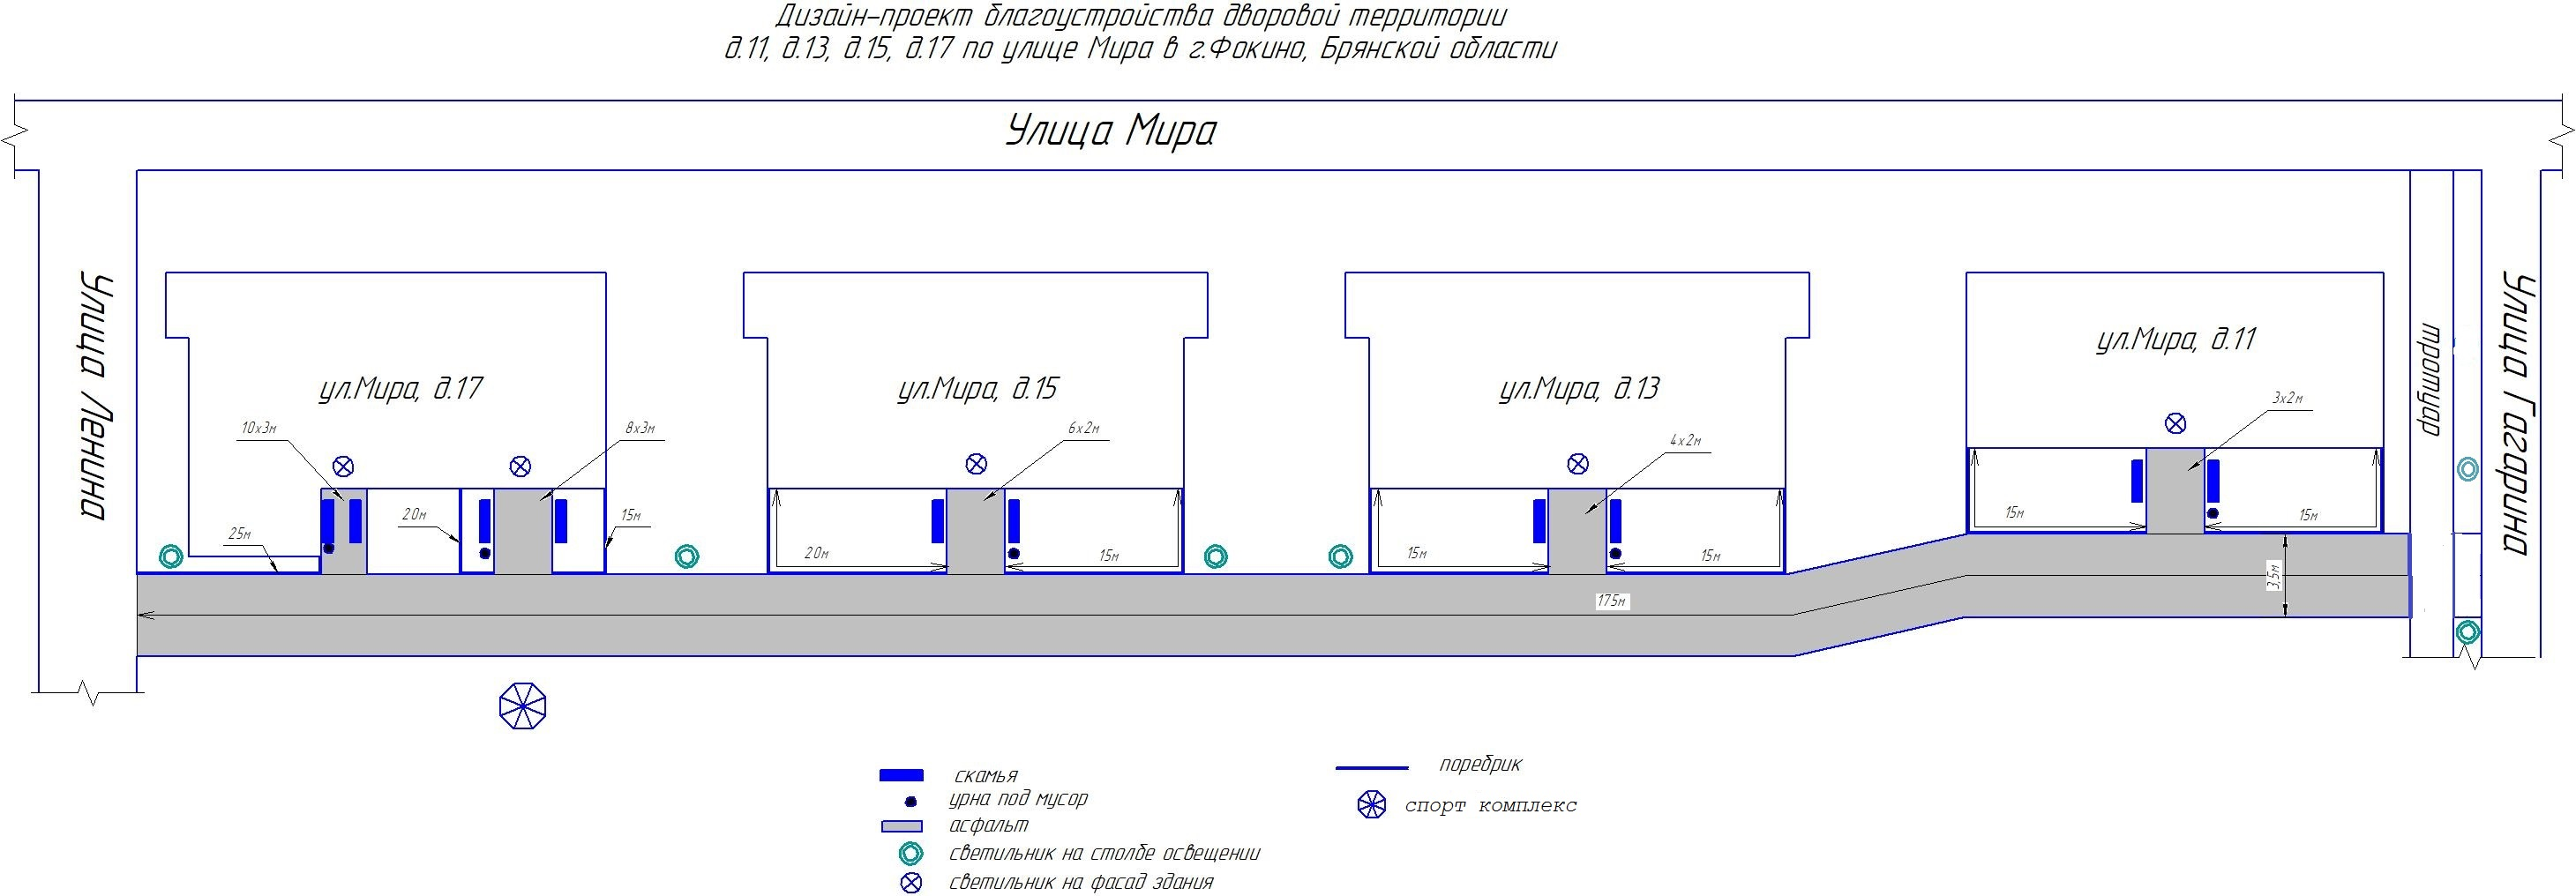 Дизайн-проект благоустройства дворовой территории
д.11, д.13, д.15, д.17 по улице Мира в г.Фокино, Брянской области
Улица Мира
Улица Ленина
ул.Мира, д.17
ул.Мира, д.15
ул.Мира, д.13
ул.Мира, д.11
тротуар
Улица Гагарина
10х3м
8х3м
6х2м
4х2м
3х2м
25м
20м
15м
20м
15м
15м
15м
15м
15м
175м
3,5м
скамья
урна под мусор
асфальт
светильник на столбе освещении
светильник на фасад здания
поребрик
спорт комплекс